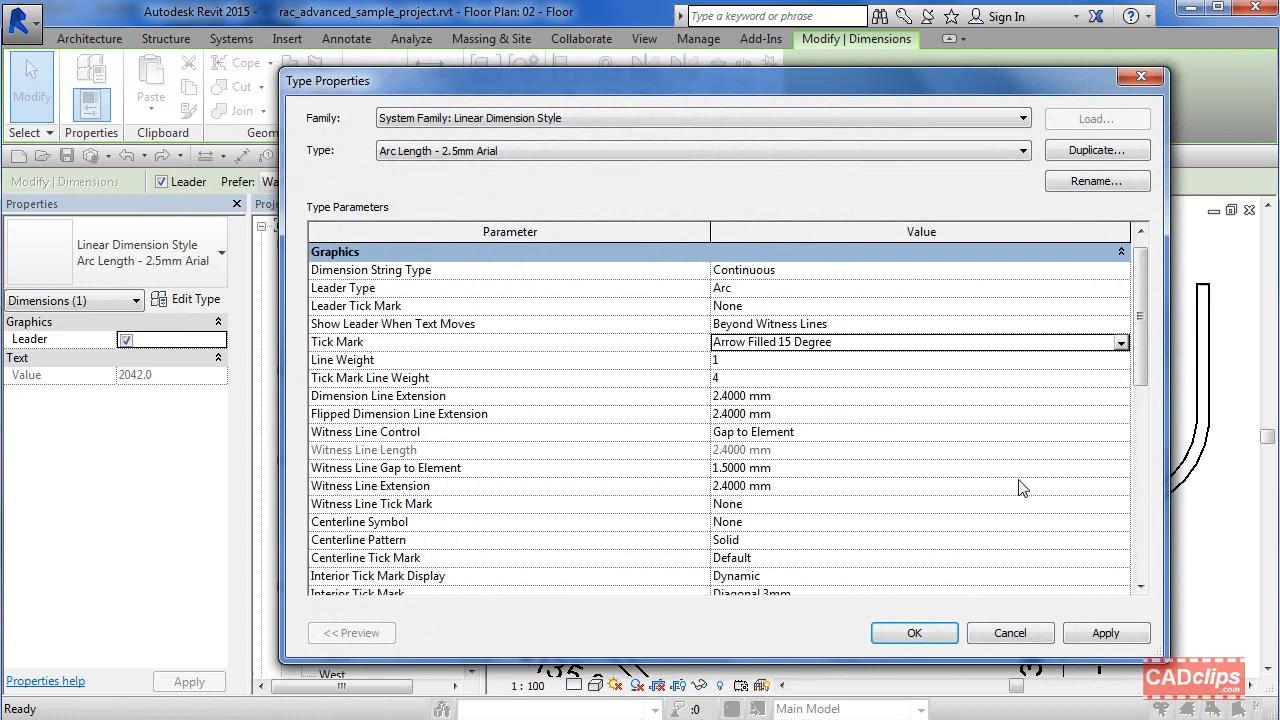 Autodesk Revit 2015 - rac_advanced_sample_project.rvt - Floor Plan: 02 - Floor
Type a keyword or phrase
Sign In
Architecture Structure Systems Insert Annotate Analyze Massing & Site Collaborate View Manage Add-Ins Modify | Dimensions
Modify
Paste
Cope
Cut
Join
Select Properties Clipboard
Modify | Dimensions
Leader Prefer:
Properties
Linear Dimension Style
Arc Length - 2.5mm Arial
Dimensions (1) Edit Type
Graphics
Leader
Text
Value 2042.0
Properties help Apply
Type Properties
Family: System Family: Linear Dimension Style Load...
Type: Arc Length - 2.5mm Arial Duplicate...
Rename...
Type Parameters
Parameter Value
Graphics
Dimension String Type Continuous
Leader Type Arc
Leader Tick Mark None
Show Leader When Text Moves Beyond Witness Lines
Tick Mark Arrow Filled 15 Degree
Line Weight 1
Tick Mark Line Weight 4
Dimension Line Extension 2.4000 mm
Flipped Dimension Line Extension 2.4000 mm
Witness Line Control Gap to Element
Witness Line Length 2.4000 mm
Witness Line Gap to Element 1.5000 mm
Witness Line Extension 2.4000 mm
Witness Line Tick Mark None
Centerline Symbol None
Centerline Pattern Solid
Centerline Tick Mark Default
Interior Tick Mark Display Dynamic
Interior Tick Mark Diagonal 3mm
<< Preview OK Cancel Apply
West
1 : 100
CADclips
.com
Ready
:0
Main Model